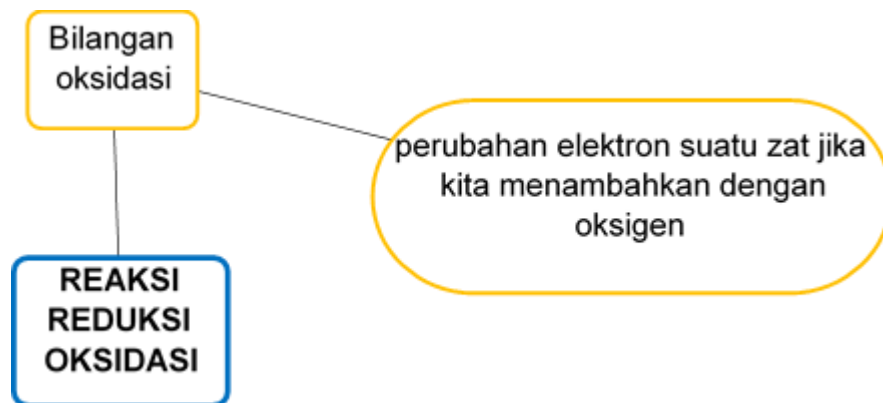 Bilangan
oksidasi
perubahan elektron suatu zat jika
kita menambahkan dengan
oksigen
REAKSI
REDUKSI
OKSIDASI